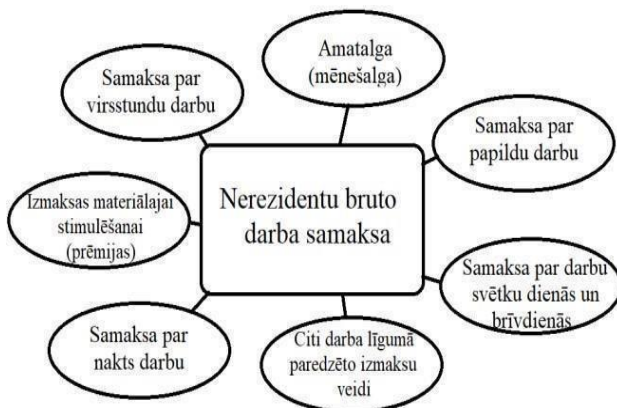 Amatalga
(mēnešalga)
Samaksa par
virsstundu darbu
Samaksa par
papildu darbu
Izmaksas materiālajai
stimulēšanai
(prēmijas)
Nerezidentu bruto
darba samaksa
Samaksa par darbu
svētku dienās un
brīvdienās
Samaksa par
nakts darbu
Citi darba līgumā
paredzēto izmaksu
veidi